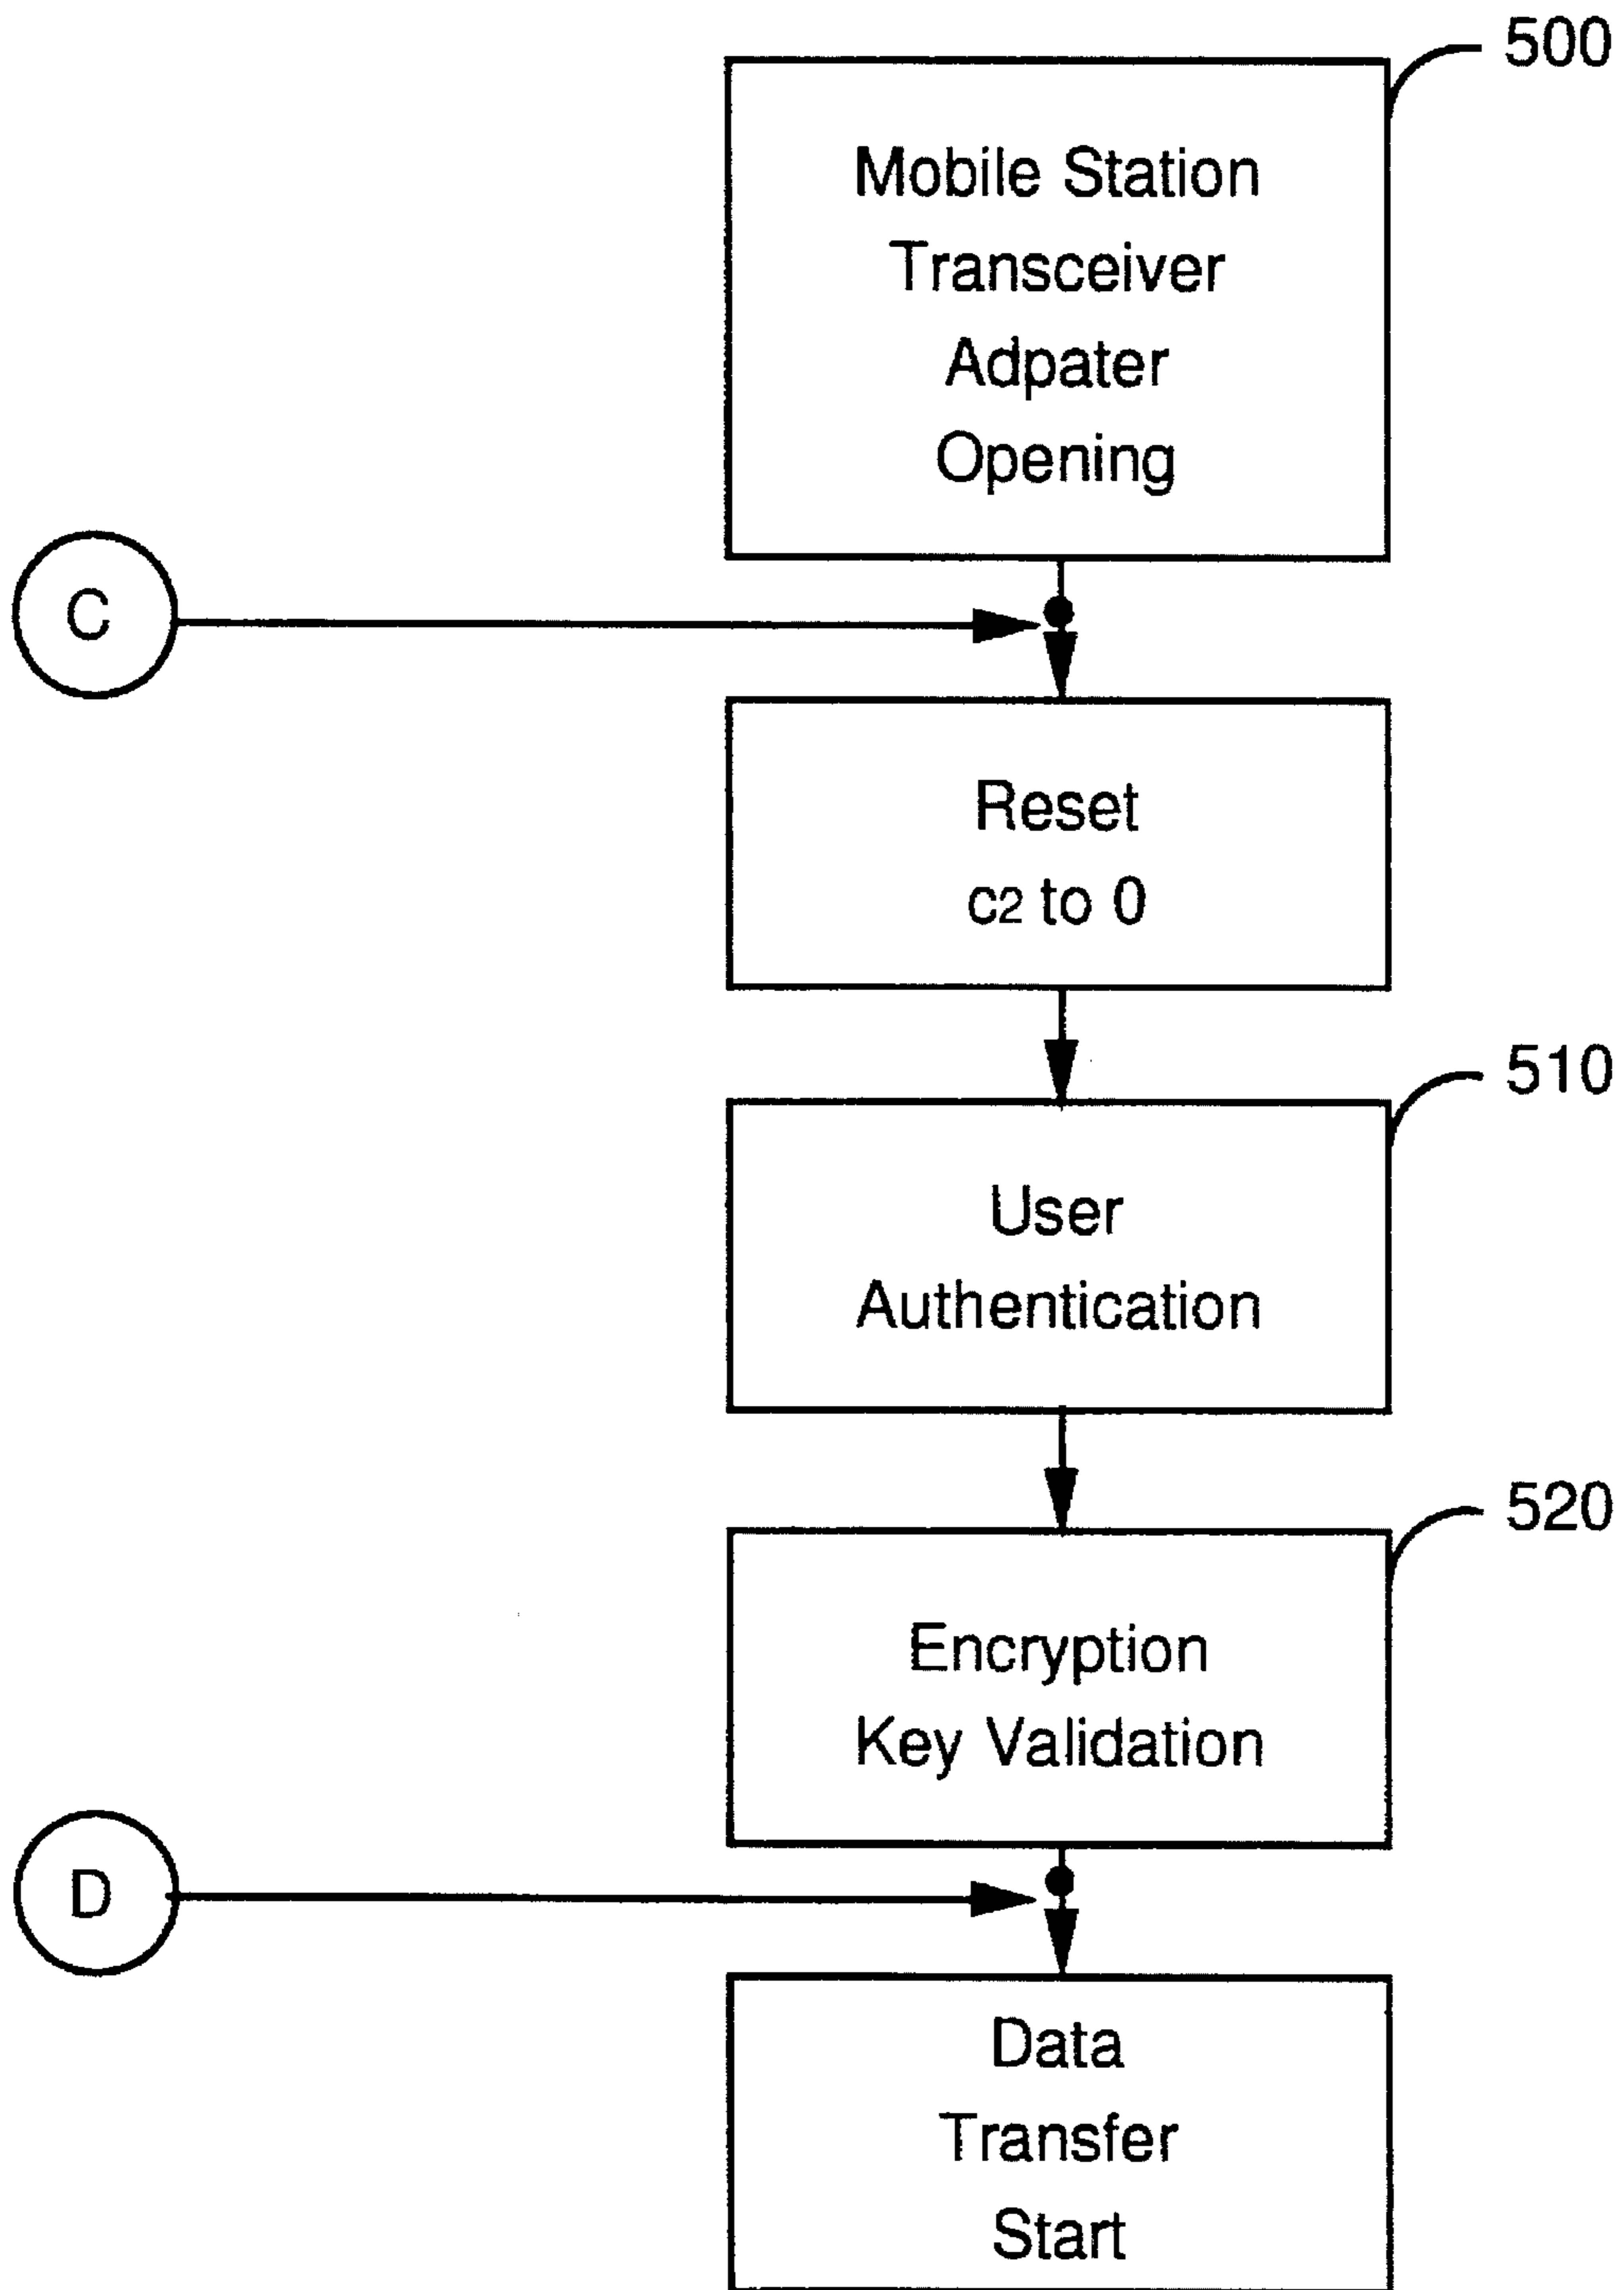 500
Mobile Station
Transceiver
Adpater
Opening
C
Reset
c2 to 0
510
User
Authentication
520
Encryption
Key Validation
D
Data
Transfer
Start